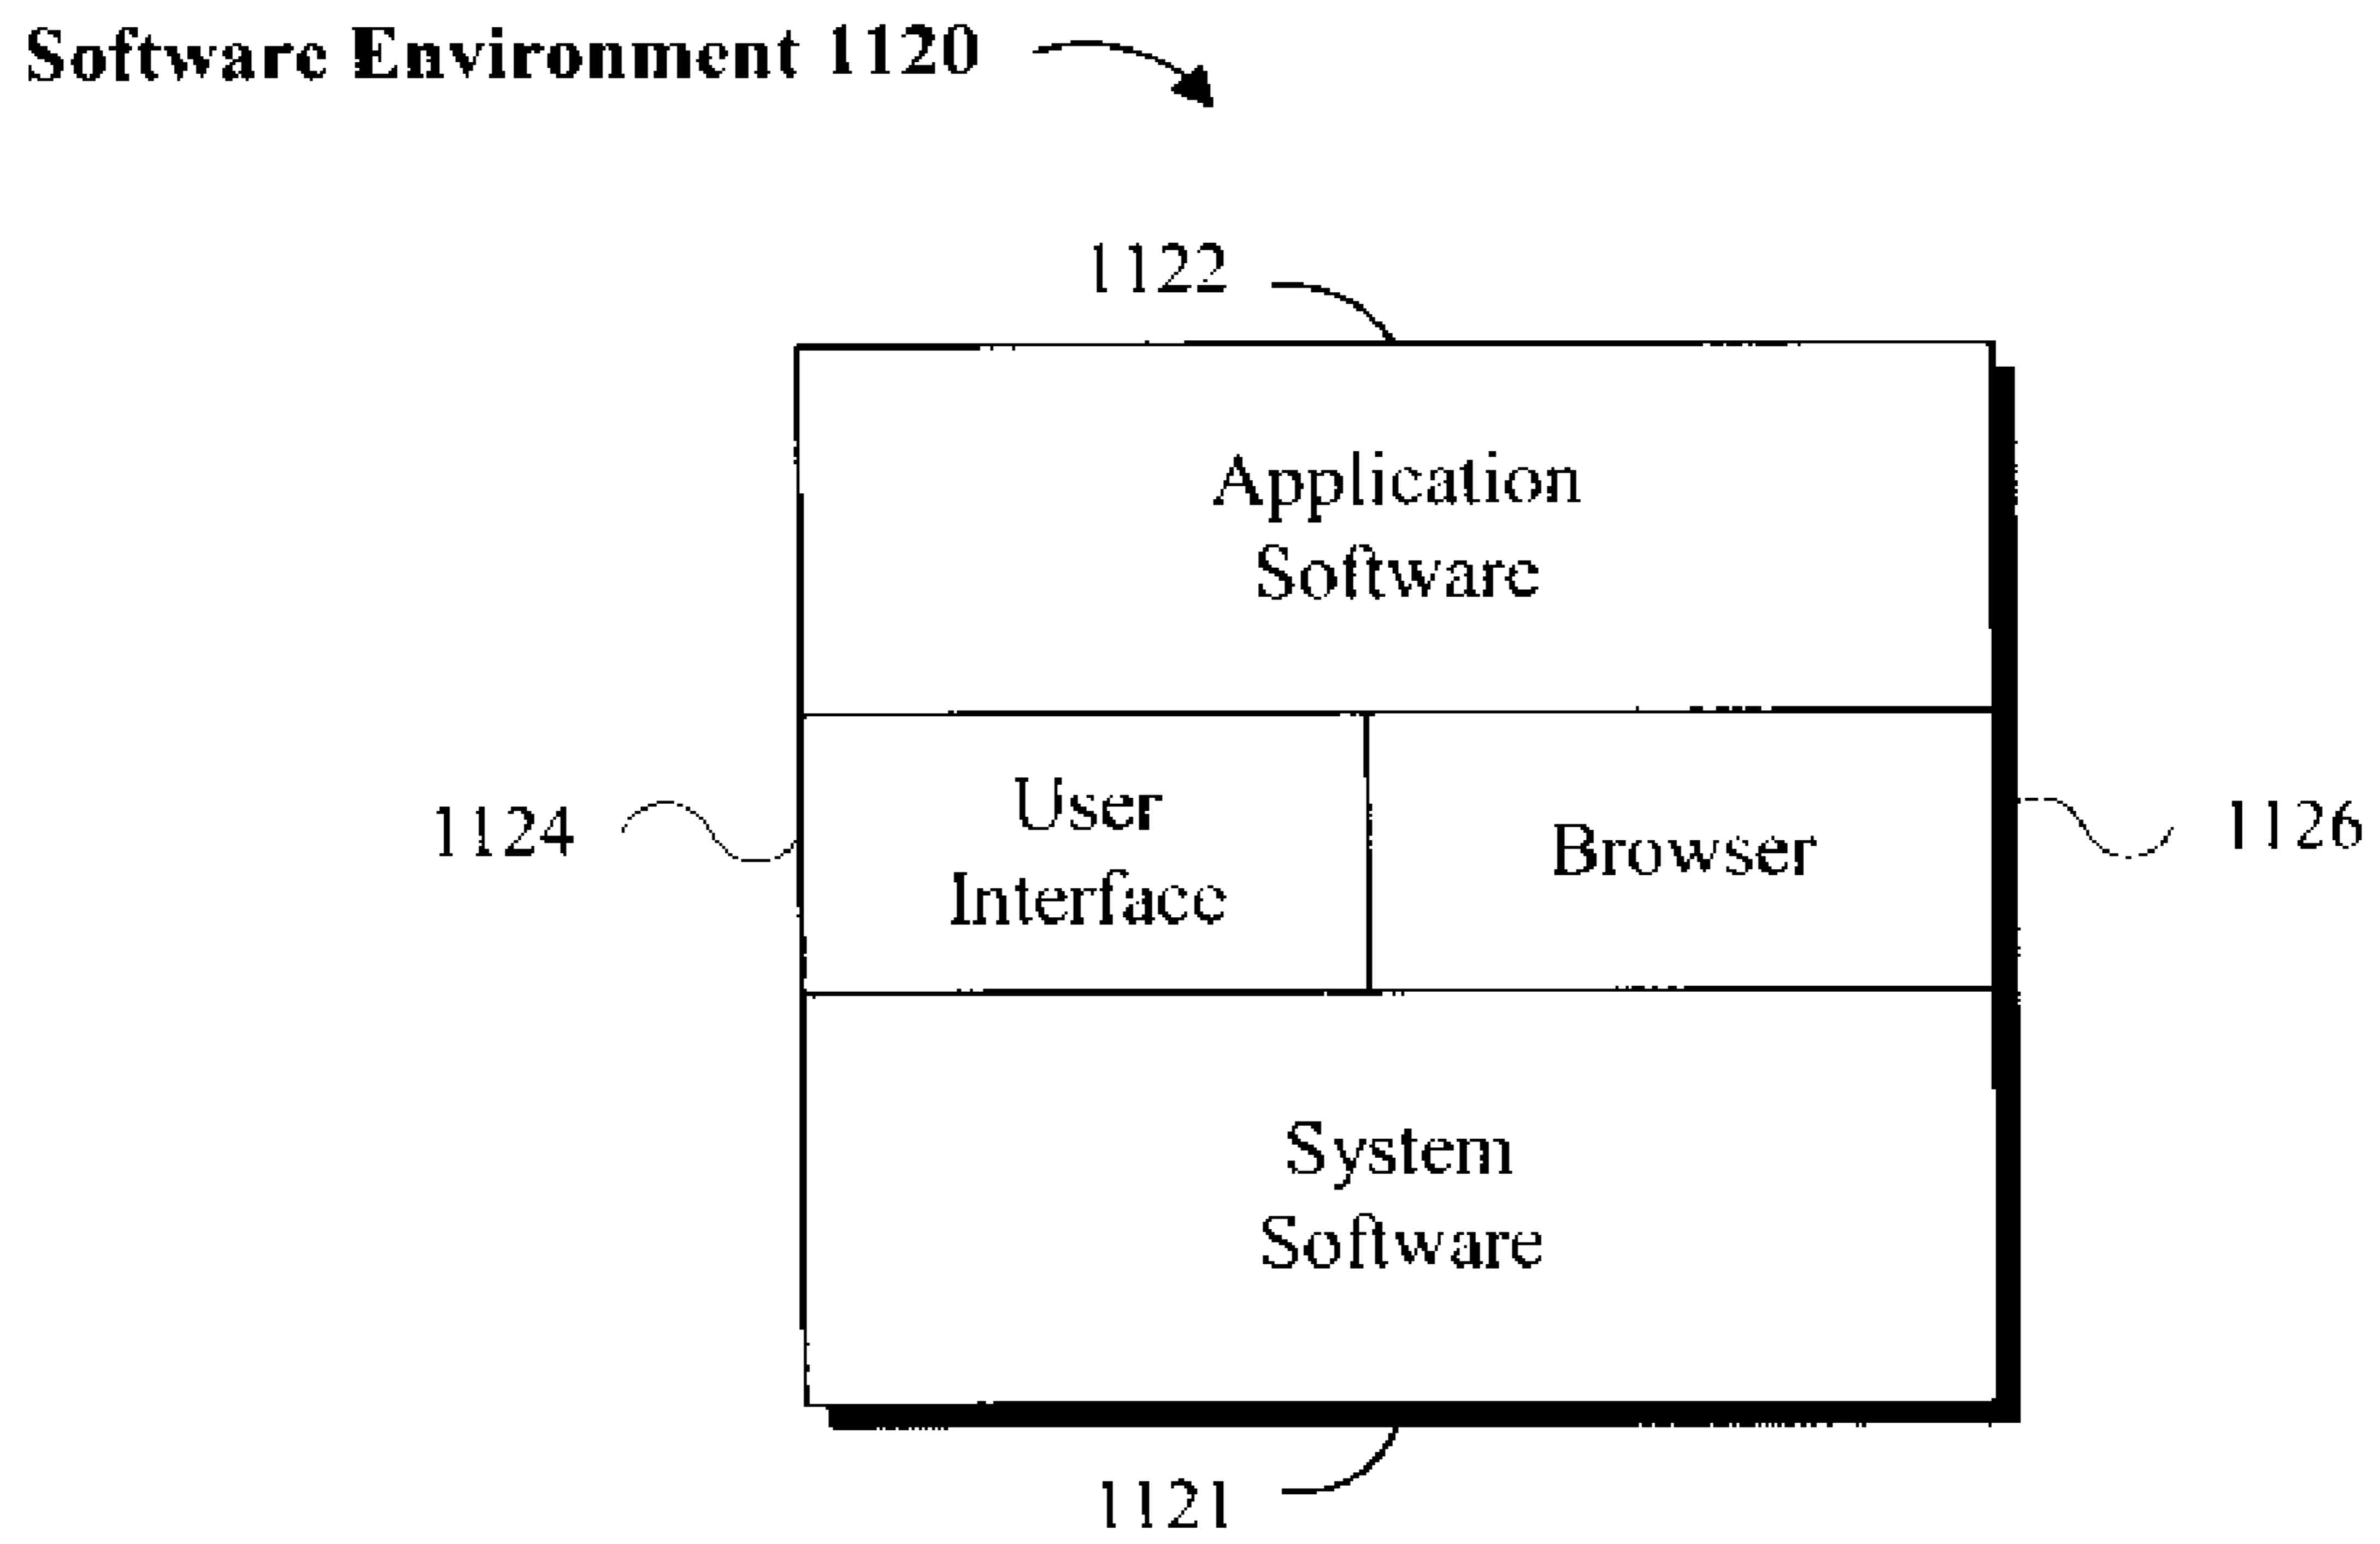 Software Environment 1120
1122
Application
Software
1124
User
Interface
Browser
1126
System
Software
1121